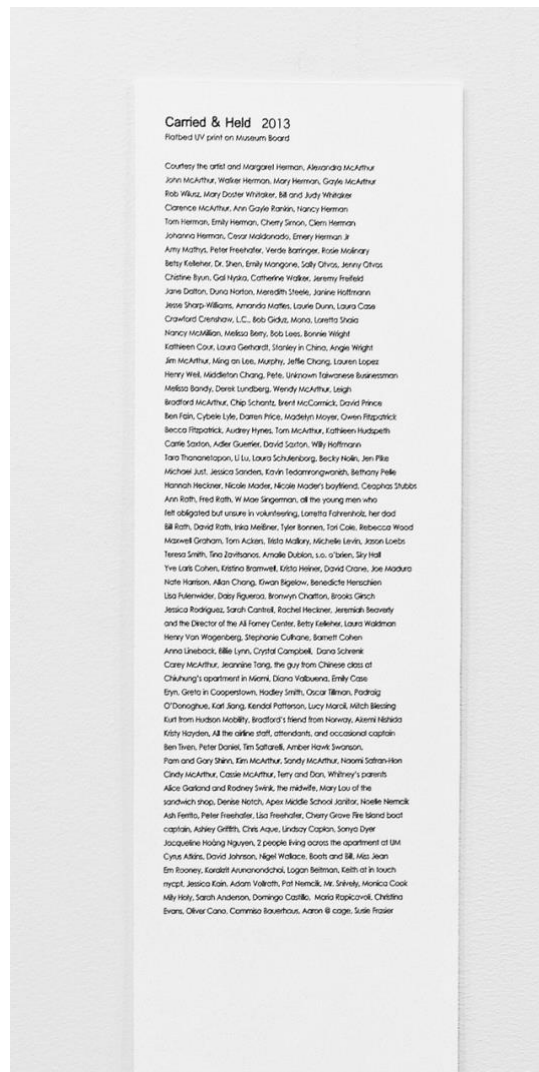 Carried & Held 2013
Flatbed UV print on Museum Board
Courtesy the artist and Margaret Herman, Alexandra McArthur
John McArthur, Walker Herman, Mary Herman, Gayle McArthur
Rob Wilusz, Mary Doster Whitaker, Bill and Judy Whitaker
Clarence McArthur, Ann Gayle Rankin, Nancy Herman
Tom Herman, Emily Herman, Cherry Simon, Clem Herman
Johanna Herman, Cesar Maldonado, Emery Herman Jr
Amy Mathys, Peter Freehafer, Verde Barringer, Rosie Molinary
Betsy Kelleher, Dr. Shen, Emily Mangone, Sally Otvos, Jenny Otvos
Chistine Byun, Gal Nyska, Catherine Walker, Jeremy Freifeld
Jane Dalton, Duna Norton, Meredith Steele, Janine Hoffmann
Jesse Sharp-Williams, Amanda Maffes, Laurie Dunn, Laura Case
Crawford Crenshaw, L.C., Bob Giduz, Mona, Loretta Shaia
Nancy McMillian, Melissa Berry, Bob Lees, Bonnie Wright
Kathleen Cour, Laura Gerhardt, Stanley in China, Angie Wright
Jim McArthur, Ming an Lee, Murphy, Jeffie Chang, Lauren Lopez
Henry Well, Middleton Chang, Pete, Unknown Taiwanese Businessman
Melissa Bandy, Derek Lundberg, Wendy McArthur, Leigh
Bradford McArthur, Chip Schantz, Brent McCormick, David Prince
Ben Fain, Cybele Lyle, Darren Price, Madelyn Moyer, Owen Fitzpatrick
Becca Fitzpatrick, Audrey Hynes, Tom McArthur, Kathleen Hudspeth
Carrie Saxton, Adler Guerrier, David Saxton, Willy Hoffmann
Tara Thananetapon, Li Lu, Laura Schulenborg, Becky Nolin, Jen Pike
Michael Just, Jessica Sanders, Kavin Tedamrongwanish, Bethany Pelle
Hannah Heckner, Nicole Mader, Nicole Mader's boyfriend, Ceaphas Stubbs
Ann Rath, Fred Rath, W Mae Singerman, all the young men who
felt obligated but unsure in volunteering, Lorretta Fahrenholz, her dad
Bill Rath, David Rath, Inka Meißner, Tyler Bonnen, Tori Cole, Rebecca Wood
Maxwell Graham, Tom Ackers, Trista Mallory, Michelle Levin, Jason Loebs
Teresa Smith, Tina Zavitsanos, Amalle Dublon, s.o. o'brien, Sky Hall
Yve Laris Cohen, Kristina Bramwell, Krista Heiner, David Crane, Joe Madura
Nate Harrison, Allan Chang, Kiwan Bigelow, Benedicte Henschien
Lisa Fulenwider, Daisy Figueroa, Bronwyn Charlton, Brooks Girsch
Jessica Rodriguez, Sarah Cantrell, Rachel Heckner, Jeremiah Beaverly
and the Director of the Ali Forney Center, Betsy Kelleher, Laura Waldman
Henry Von Wagenberg, Stephanie Culhane, Barnett Cohen
Anna Lineback, Billie Lynn, Crystal Campbell, Dana Schrenk
Carey McArthur, Jeannine Tang, the guy from Chinese class at
Chiuhung's apartment in Miami, Diana Valbuena, Emily Case
Eryn, Greta in Cooperstown, Hadley Smith, Oscar Tillman, Padraig
O'Donoghue, Karl Jiang, Kendal Patterson, Lucy Marcil, Mitch Blessing
Kurt from Hudson Mobility, Bradford's friend from Norway, Akemi Nishida
Kristy Hayden, All the airline staff, attendants, and occasional captain
Ben Tiven, Peter Daniel, Tim Saltarelli, Amber Hawk Swanson,
Pam and Gary Shinn, Kim McArthur, Sandy McArthur, Naomi Safran-Hon
Cindy McArthur, Cassie McArthur, Terry and Don, Whitney's parents
Alice Garland and Rodney Swink, the midwife, Mary Lou of the
sandwich shop, Denise Notch, Apex Middle School Janitor, Noelle Nemcik
Ash Ferrito, Peter Freehafer, Lisa Freehafer, Cherry Grove Fire Island boat
captain, Ashley Griffith, Chris Aque, Lindsay Caplan, Sonya Dyer
Jacqueline Hoàng Nguyen, 2 people living across the apartment at UM
Cyrus Atkins, David Johnson, Nigel Wallace, Boots and Bill, Miss Jean
Em Rooney, Korakrit Arunanondchai, Logan Beitman, Keith at in touch
nycpt, Jessica Kain, Adam Vollrath, Pat Nemcik, Mr. Snively, Monica Cook
Mily Holy, Sarah Anderson, Domingo Castillo, Maria Rapicavoli, Christina
Evans, Oliver Cano, Commiso Bauerhaus, Aaron @ cage, Susie Frasier